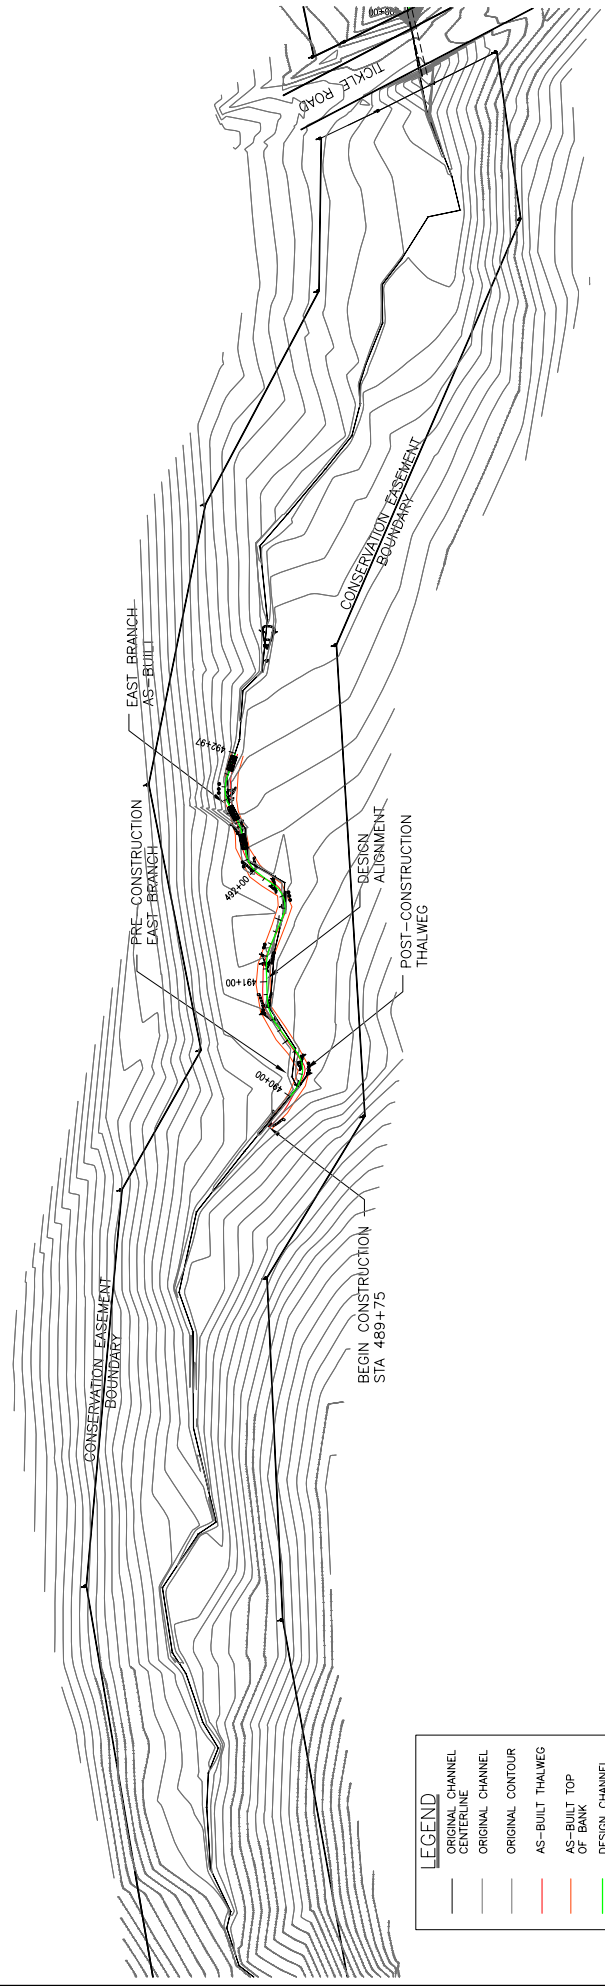 TICKLE ROAD
CONSERVATION EASEMENT
BOUNDARY
EAST BRANCH
AS-BUILT
492+97
PRE-CONSTRUCTION
EAST BRANCH
492+00
DESIGN
ALIGNMENT
491+00
POST-CONSTRUCTION
THALWEG
490+00
BEGIN CONSTRUCTION
STA 489+75
CONSERVATION EASEMENT
BOUNDARY
LEGEND
ORIGINAL CHANNEL
CENTERLINE
ORIGINAL CHANNEL
ORIGINAL CONTOUR
AS-BUILT THALWEG
AS-BUILT TOP
OF BANK
DESIGN CHANNEL